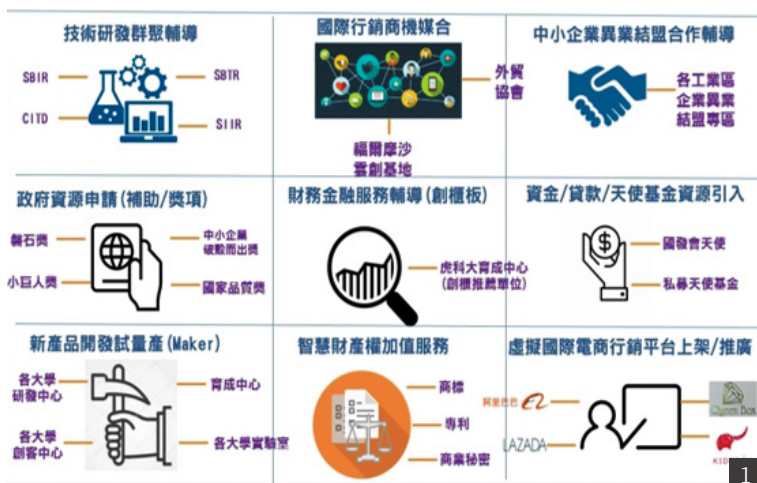 技術研發群聚輔導
SBIR
SBTR
CITD
SIIR
國際行銷商機媒合
外貿
協會
福爾摩沙
雲創基地
中小企業異業結盟合作輔導
各工業區
企業異業
結盟專區
政府資源申請(補助/獎項)
磐石獎
中小企業
破殼而出獎
小巨人獎
國家品質獎
財務金融服務輔導(創櫃板)
虎科大育成中心
(創櫃推薦單位)
資金/貸款/天使基金資源引入
$
國發會天使
私募天使基金
新產品開發試量產(Maker)
各大學
研發中心
育成中心
各大學
創客中心
各大學實驗室
智慧財產權加值服務
商標
專利
商業秘密
虛擬國際電商行銷平台上架/推廣
阿里巴巴
LAZADA
1